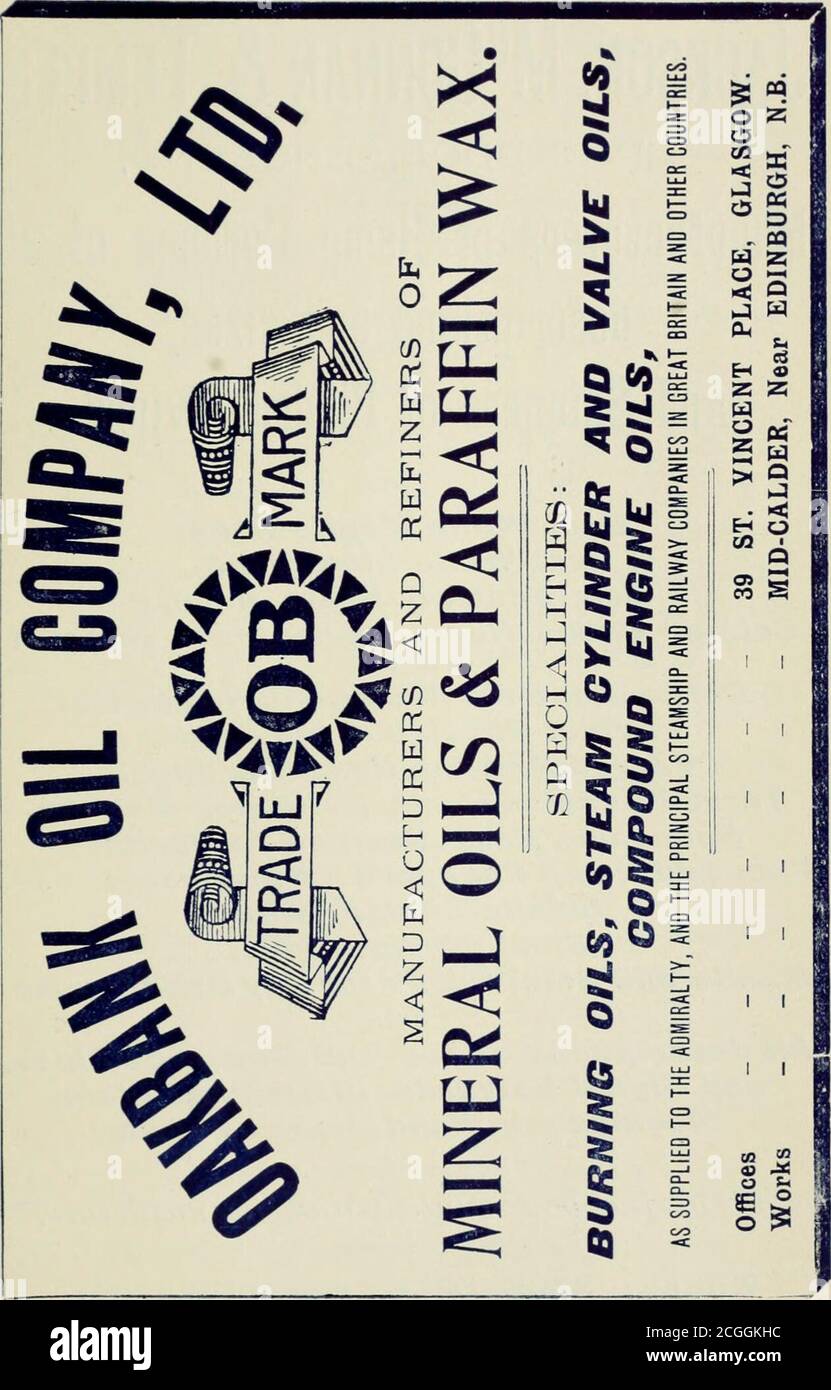 OAKBANK OIL COMPANY, LTD.
TRADE OB MARK
MANUFACTURERS AND REFINERS OF
MINERAL OILS & PARAFFIN WAX.
SPECIALITIES:
BURNING OILS, STEAM CYLINDER AND VALVE OILS,
COMPOUND ENGINE OILS,
AS SUPPLIED TO THE ADMIRALTY, AND THE PRINCIPAL STEAMSHIP AND RAILWAY COMPANIES IN GREAT BRITAIN AND OTHER COUNTRIES.
Offices - - - - - - - 39 ST. VINCENT PLACE, GLASGOW.
Works - - - - - - - MID-CALDER, Near EDINBURGH, N.B.
alamy
a
a
alamy
Image ID: 2CGGKHC
www.alamy.com